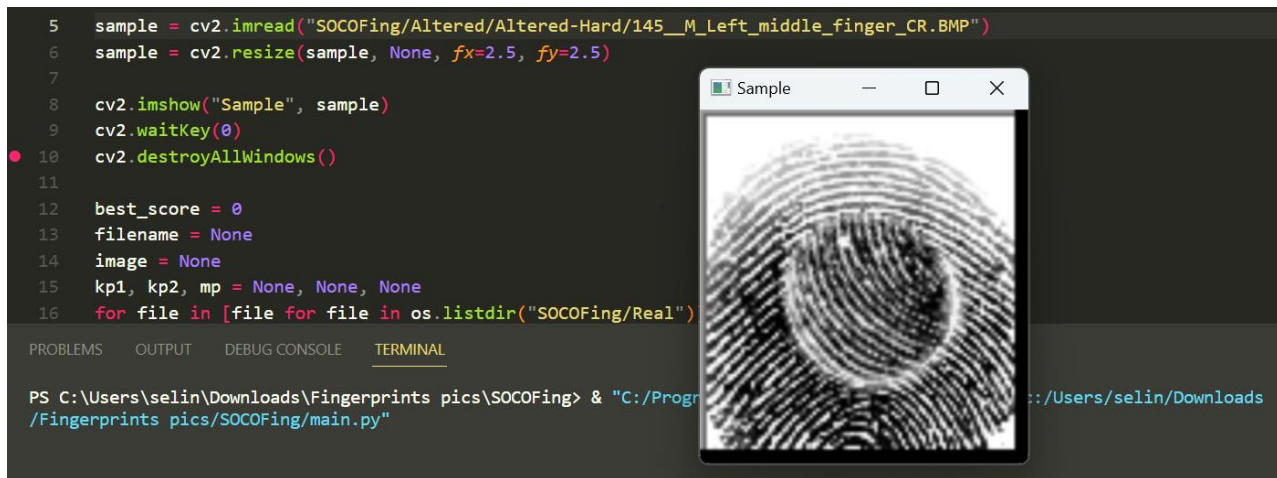 5 sample = cv2.imread("SOCOFing/Altered/Altered-Hard/145__M_Left_middle_finger_CR.BMP")
6 sample = cv2.resize(sample, None, fx=2.5, fy=2.5)
7
8 cv2.imshow("Sample", sample)
9 cv2.waitKey(0)
10 cv2.destroyAllWindows()
11
12 best_score = 0
13 filename = None
14 image = None
15 kp1, kp2, mp = None, None, None
16 for file in [file for file in os.listdir("SOCOFing/Real")
Sample
PROBLEMS OUTPUT DEBUG CONSOLE TERMINAL
PS C:\Users\selin\Downloads\Fingerprints pics\SOCOFing> & "C:/Progr :/Users/selin/Downloads
/Fingerprints pics/SOCOFing/main.py"